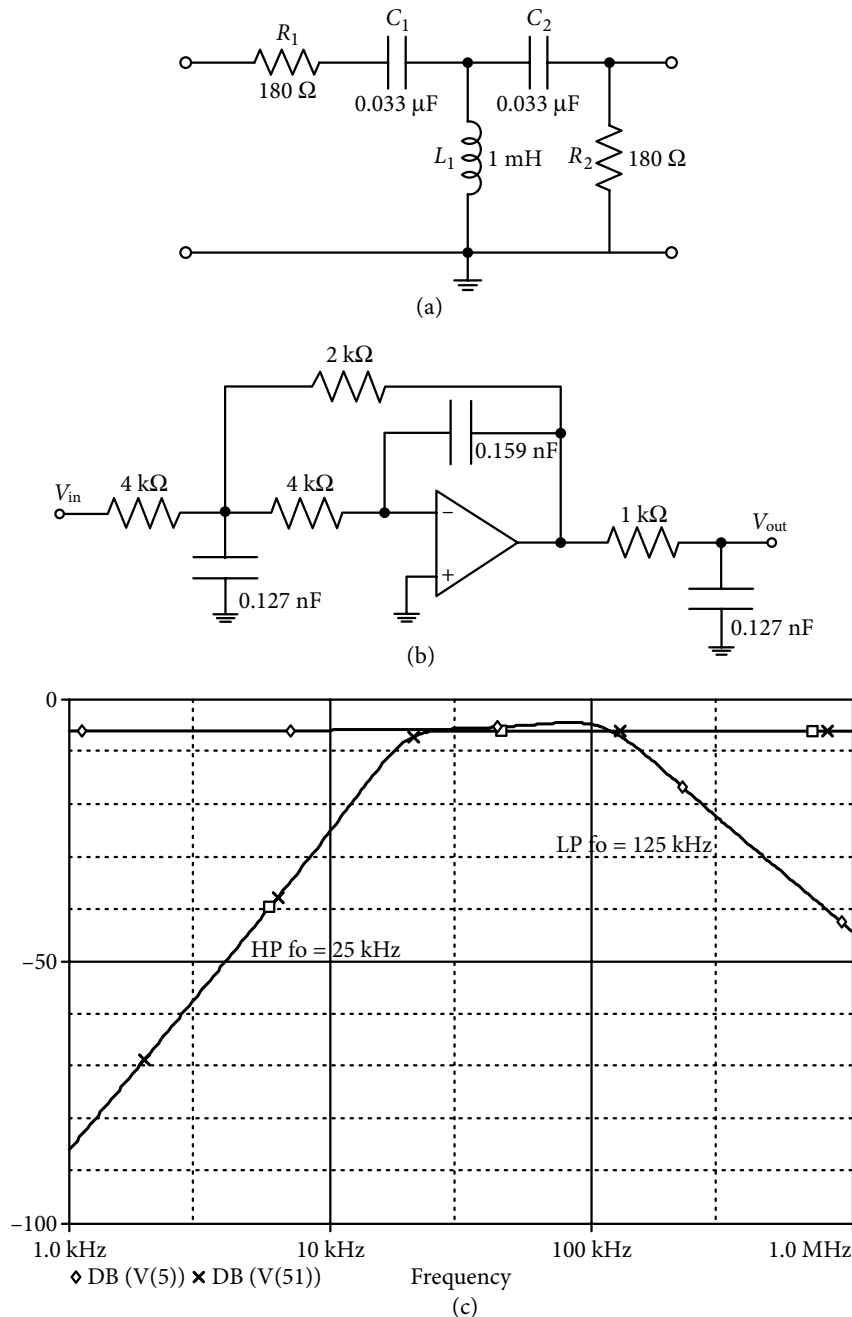 C1 C2
R1
180 Ω 0.033 μF 0.033 μF
L1 1 mH R2 180 Ω
(a)
2 kΩ
0.159 nF
Vin 4 kΩ 4 kΩ 1 kΩ Vout
−
+
0.127 nF 0.127 nF
(b)
0
LP fo = 125 kHz
HP fo = 25 kHz
−50
−100
1.0 kHz 10 kHz 100 kHz 1.0 MHz
◊ DB (V(5)) × DB (V(51)) Frequency
(c)